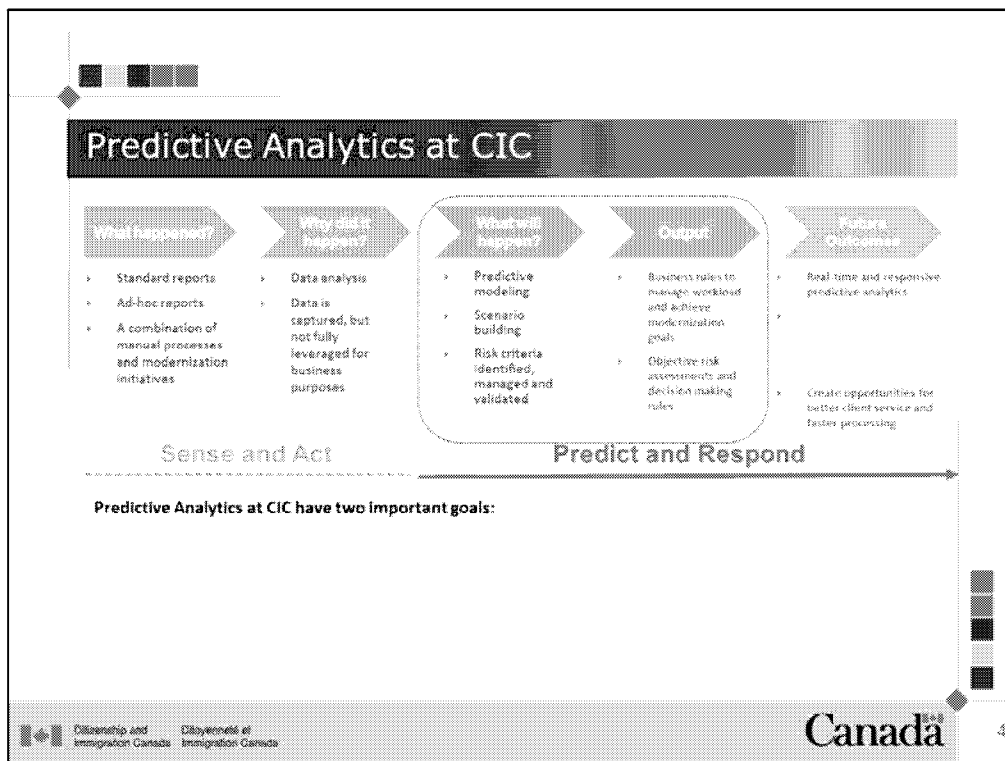 Predictive Analytics at CIC
What happened?
Standard reports
Ad-hoc reports
A combination of
manual processes
and modernization
initiatives
Why did it
happen?
Data analysis
Data is
captured, but
not fully
leveraged for
business
purposes
What will
happen?
Predictive
modeling
Scenario
building
Risk criteria
identified,
managed and
validated
Output
Business rules to
manage workload
and achieve
modernization
goals
Objective risk
assessments and
decision making
rules
Future
Outcomes
Real-time and responsive
predictive analytics
Create opportunities for
better client service and
faster processing
Sense and Act
Predict and Respond
Predictive Analytics at CIC have two important goals:
Citizenship and
Immigration Canada
Citoyenneté et
Immigration Canada
Canada
4